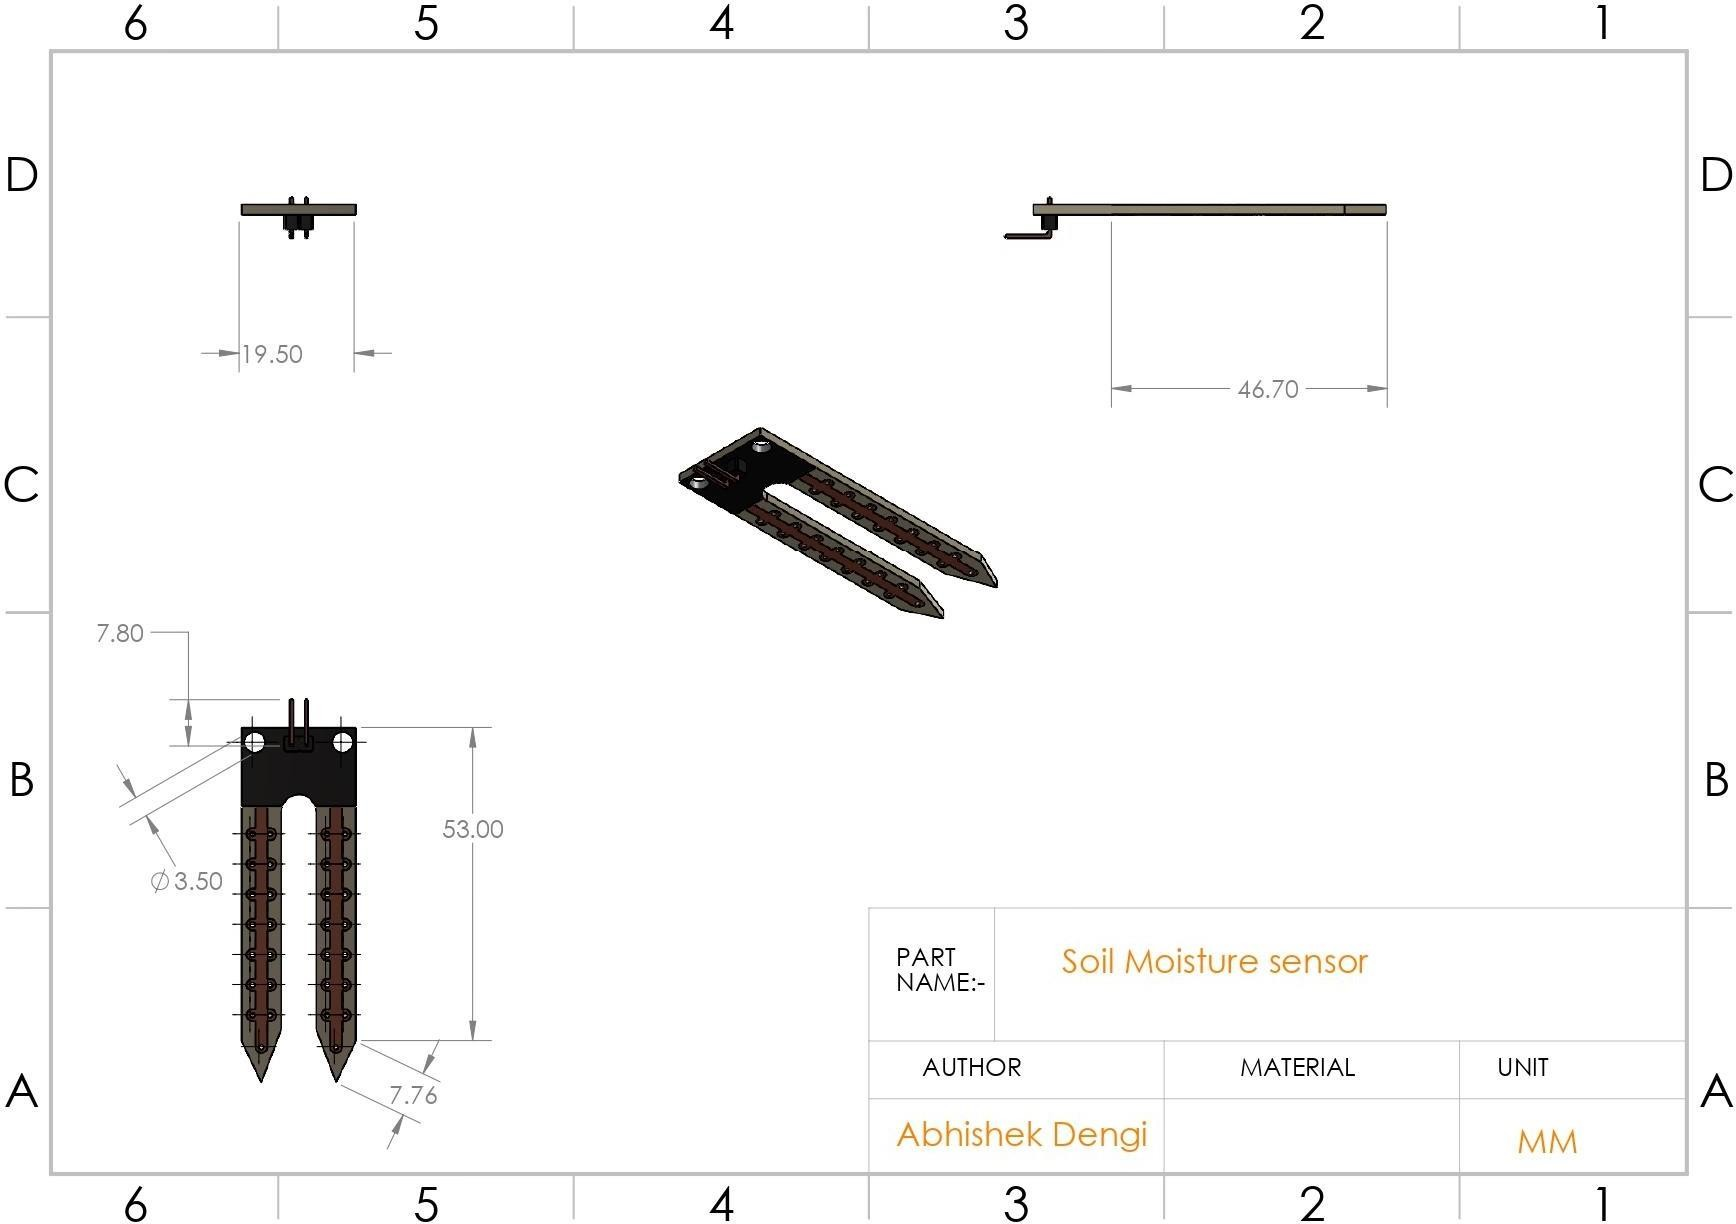 6 5 4 3 2 1
D D
19.50
46.70
C C
7.80
B B
53.00
Ø3.50
PART
NAME:-
Soil Moisture sensor
AUTHOR MATERIAL UNIT
7.76
A A
Abhishek Dengi MM
6 5 4 3 2 1